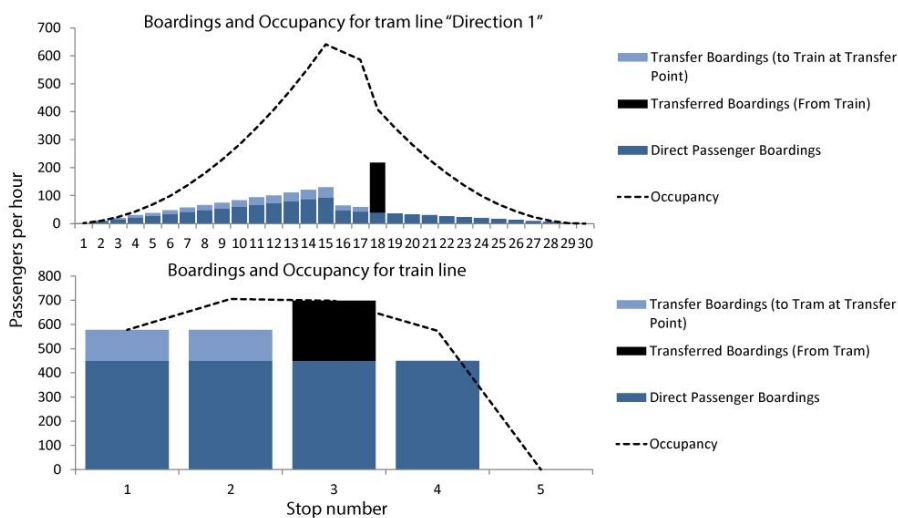 Boardings and Occupancy for tram line “Direction 1”
700
600
500
400
300
200
100
0
1 2 3 4 5 6 7 8 9 10 11 12 13 14 15 16 17 18 19 20 21 22 23 24 25 26 27 28 29 30
Transfer Boardings (to Train at Transfer
Point)
Transferred Boardings (From Train)
Direct Passenger Boardings
Occupancy
Passengers per hour
Boardings and Occupancy for train line
800
700
600
500
400
300
200
100
0
1 2 3 4 5
Stop number
Transfer Boardings (to Tram at Transfer
Point)
Transferred Boardings (From Tram)
Direct Passenger Boardings
Occupancy